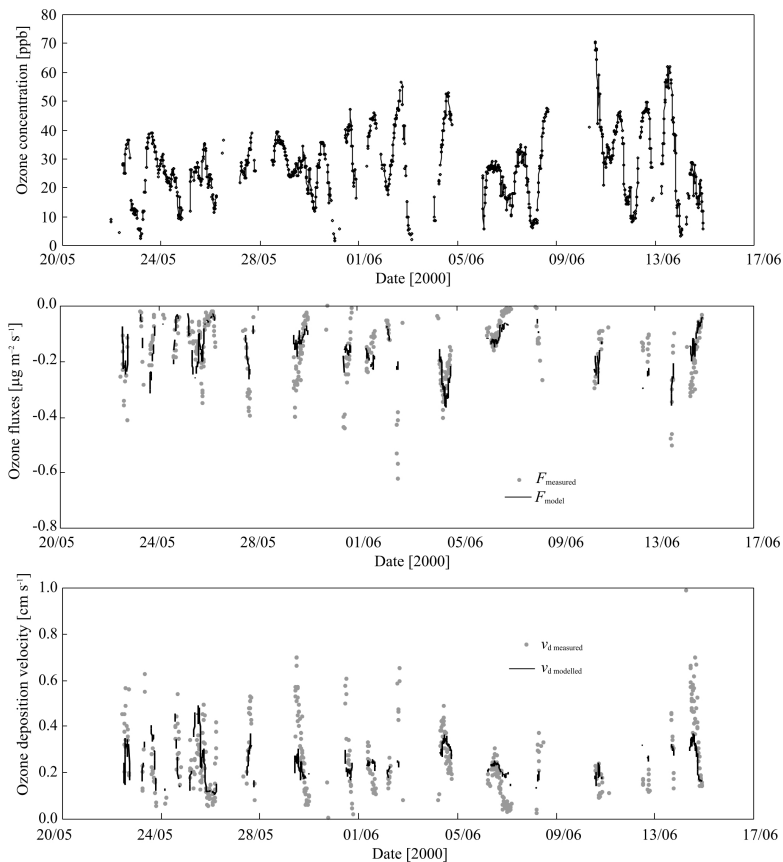 80
70
60
50
40
30
20
10
0
Ozone concentration [ppb]
20/05 24/05 28/05 01/06 05/06 09/06 13/06 17/06
Date [2000]
0.0
-0.2
-0.4
-0.6
-0.8
Ozone fluxes [µg m⁻² s⁻¹]
F measured
F model
20/05 24/05 28/05 01/06 05/06 09/06 13/06 17/06
Date [2000]
1.0
0.8
0.6
0.4
0.2
0.0
Ozone deposition velocity [cm s⁻¹]
v d measured
v d modelled
20/05 24/05 28/05 01/06 05/06 09/06 13/06 17/06
Date [2000]